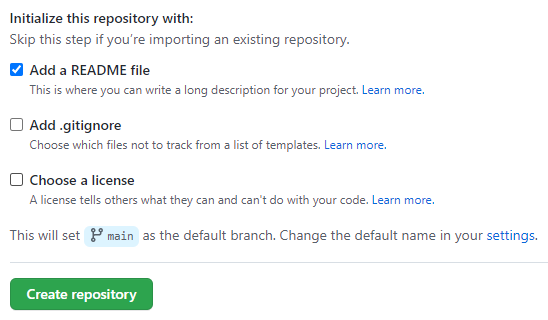 Initialize this repository with:
Skip this step if you're importing an existing repository.
Add a README file
This is where you can write a long description for your project. Learn more.
Add .gitignore
Choose which files not to track from a list of templates. Learn more.
Choose a license
A license tells others what they can and can't do with your code. Learn more.
This will set main as the default branch. Change the default name in your settings.
Create repository